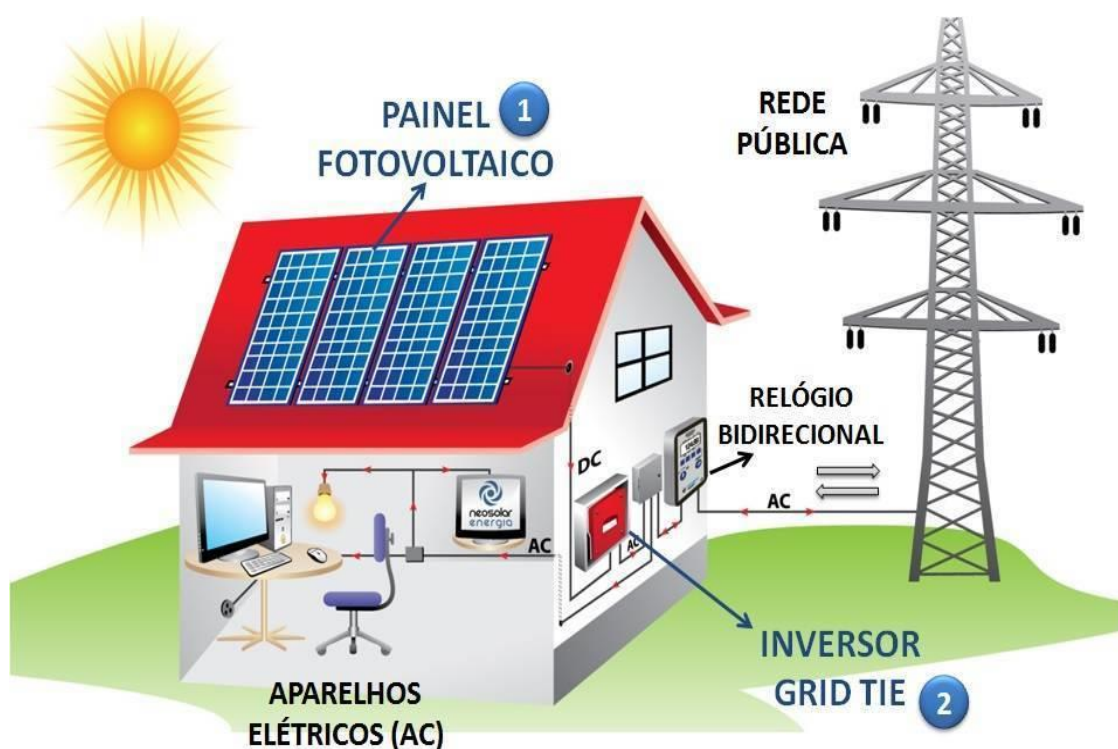 PAINEL 1
FOTOVOLTAICO
REDE
PÚBLICA
RELÓGIO
BIDIRECIONAL
DC
AC
AC
neosolar
energia
AC
INVERSOR
GRID TIE 2
APARELHOS
ELÉTRICOS (AC)